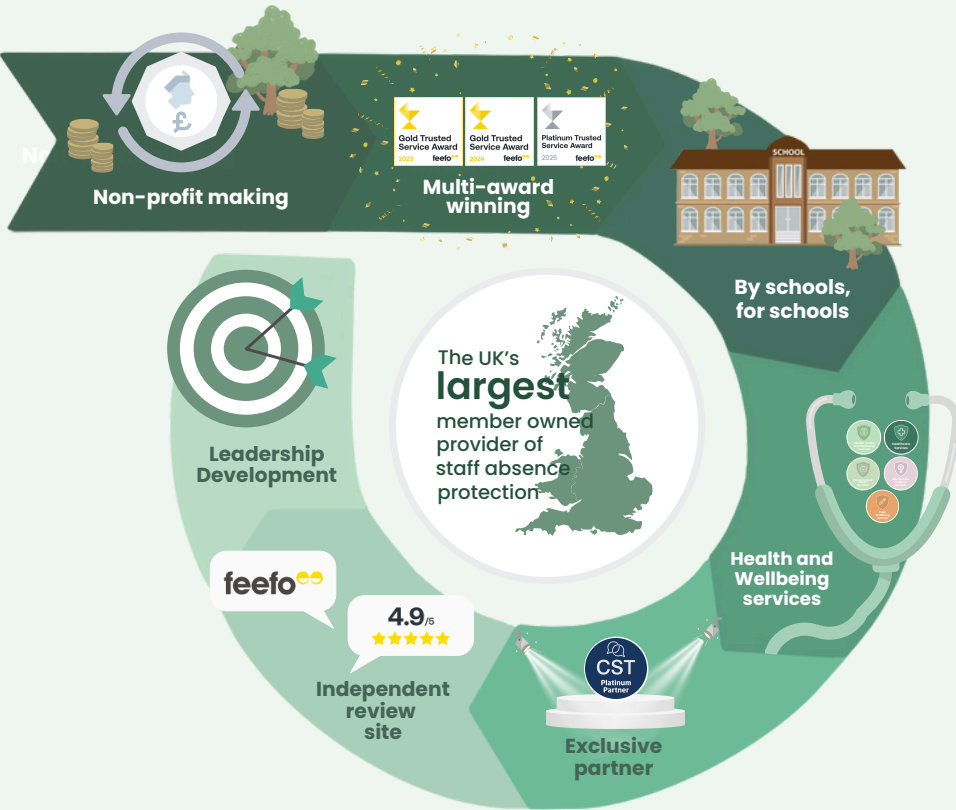 £
Non-profit making
Gold Trusted
Service Award
2023 feefo
Gold Trusted
Service Award
2024 feefo
Platinum Trusted
Service Award
2025 feefo
Multi-award
winning
SCHOOL
By schools,
for schools
The UK's
largest
member owned
provider of
staff absence
protection
Leadership
Development
Health and
Wellbeing
services
feefo
4.9/5
Independent
review
site
CST
Platinum
Partner
Exclusive
partner